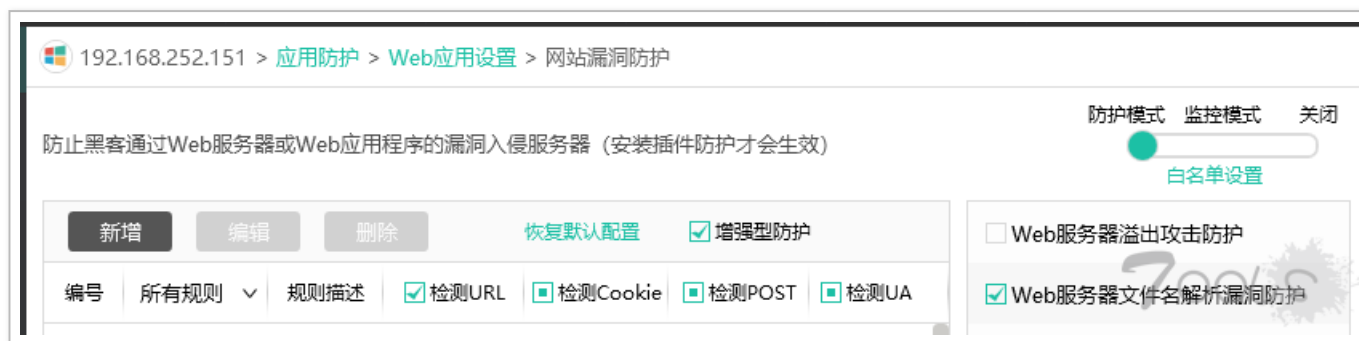 192.168.252.151 > 应用防护 > Web应用设置 > 网站漏洞防护
防护模式 监控模式 关闭
防止黑客通过Web服务器或Web应用程序的漏洞入侵服务器（安装插件防护才会生效）
白名单设置
新增 编辑 删除 恢复默认配置 增强型防护
编号 所有规则 规则描述 检测URL 检测Cookie 检测POST 检测UA
Web服务器溢出攻击防护
Web服务器文件名解析漏洞防护
7ools